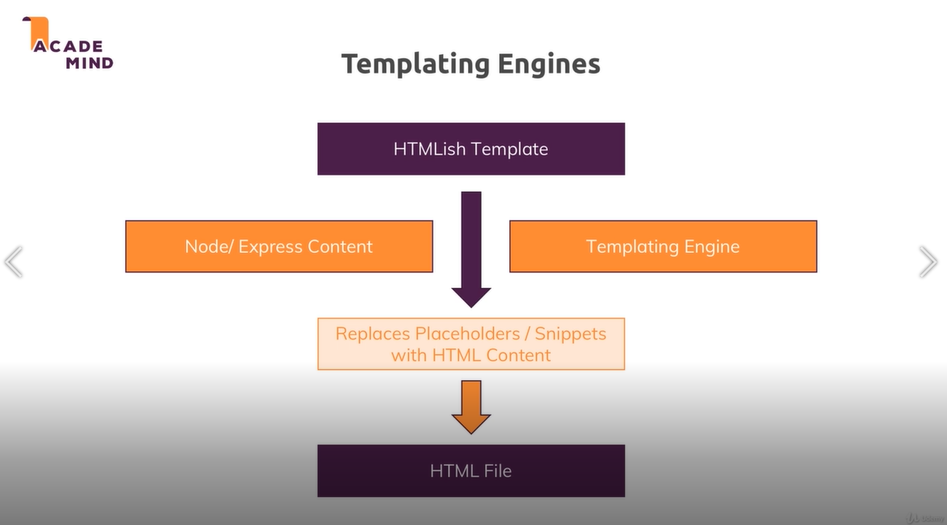 ACADE
MIND
Templating Engines
HTMLish Template
Node/ Express Content
Templating Engine
Replaces Placeholders / Snippets
with HTML Content
HTML File